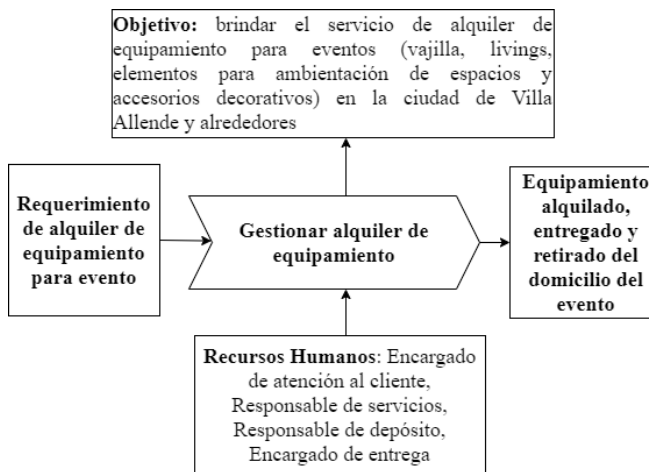 Objetivo: brindar el servicio de alquiler de
equipamiento para eventos (vajilla, livings,
elementos para ambientación de espacios y
accesorios decorativos) en la ciudad de Villa
Allende y alrededores
Requerimiento
de alquiler de
equipamiento
para evento
Gestionar alquiler de
equipamiento
Equipamiento
alquilado,
entregado y
retirado del
domicilio del
evento
Recursos Humanos: Encargado
de atención al cliente,
Responsable de servicios,
Responsable de depósito,
Encargado de entrega